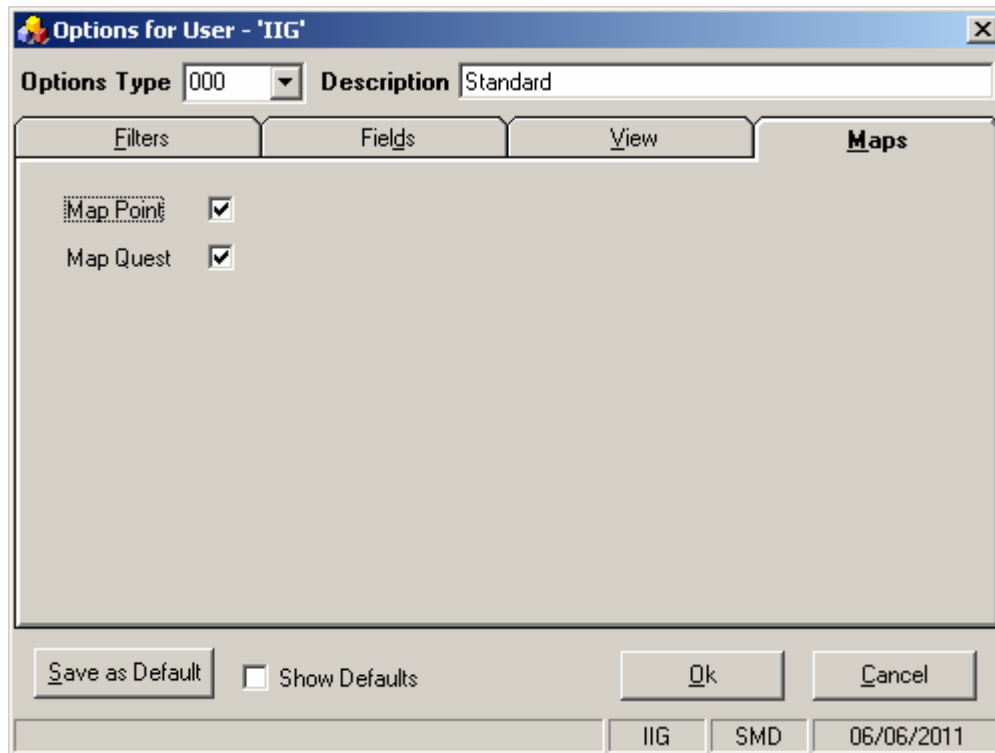 Options for User - 'IIG'
Options Type 000 Description Standard
Filters Fields View Maps
Map Point
Map Quest
Save as Default Show Defaults Ok Cancel
IIG SMD 06/06/2011